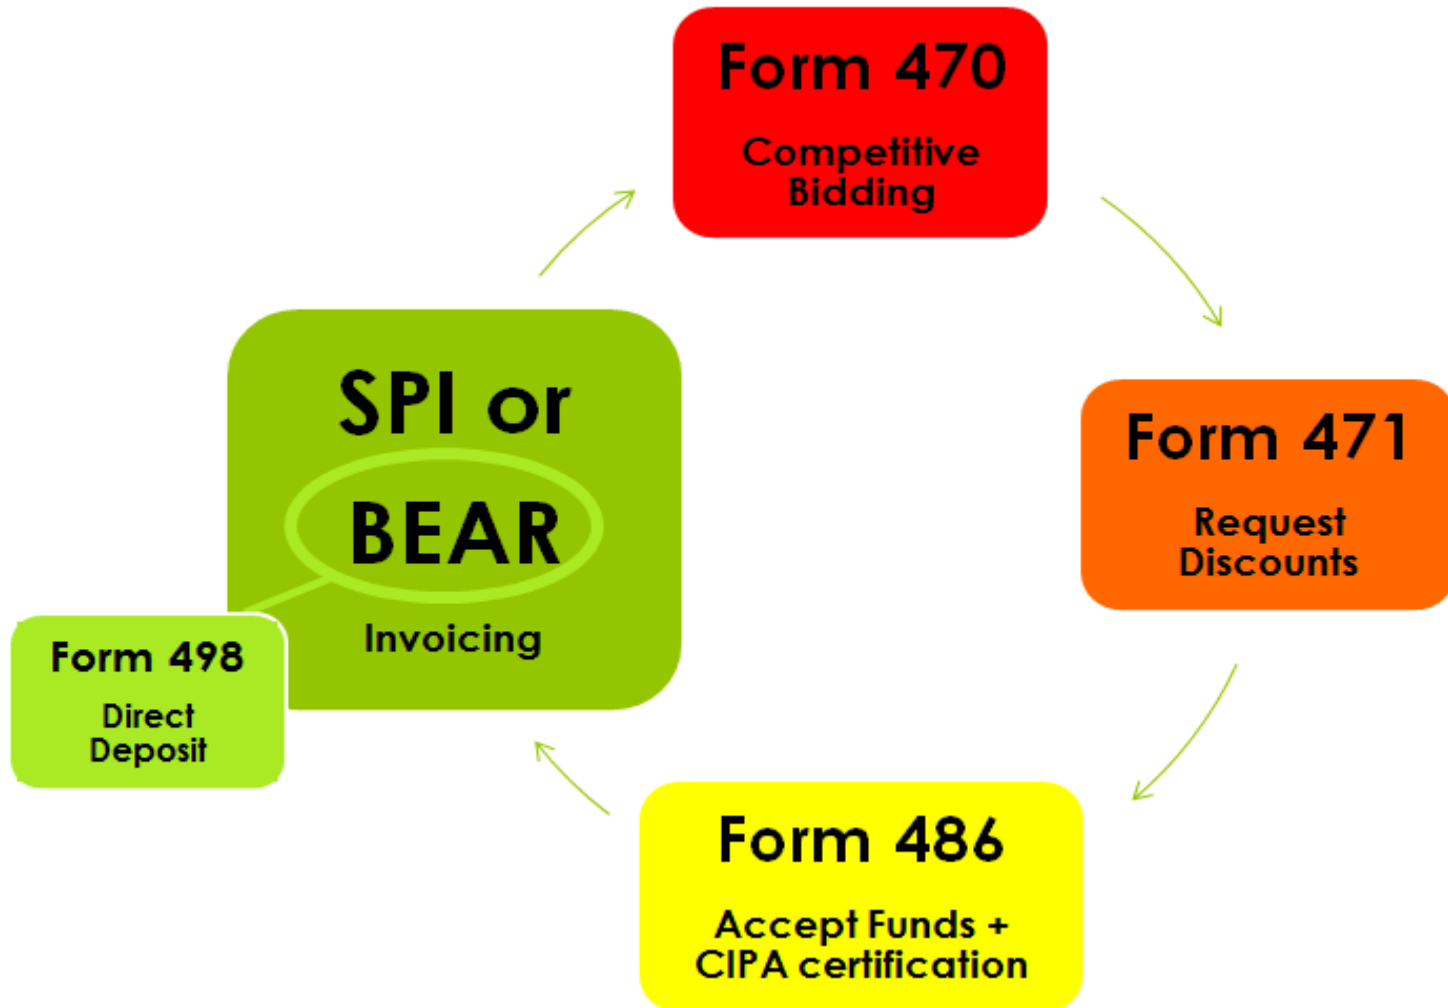 Form 470
Competitive
Bidding
Form 471
Request
Discounts
Form 486
Accept Funds +
CIPA certification
SPI or
BEAR
Invoicing
Form 498
Direct
Deposit